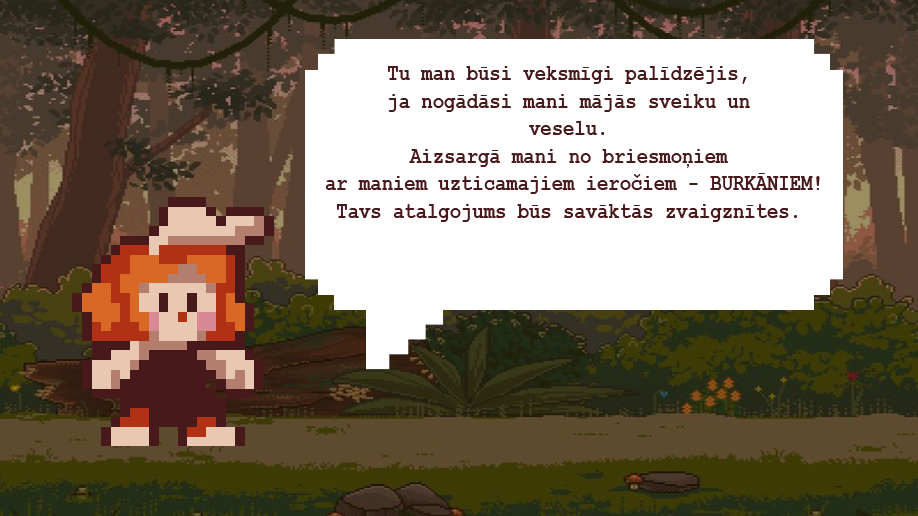 Tu man būsi veksmīgi palīdzējis,
ja nogādāsi mani mājās sveiku un
veselu.
Aizsargā mani no briesmoņiem
ar maniem uzticamajiem ieročiem - BURKĀNIEM!
Tavs atalgojums būs savāktās zvaigznītes.